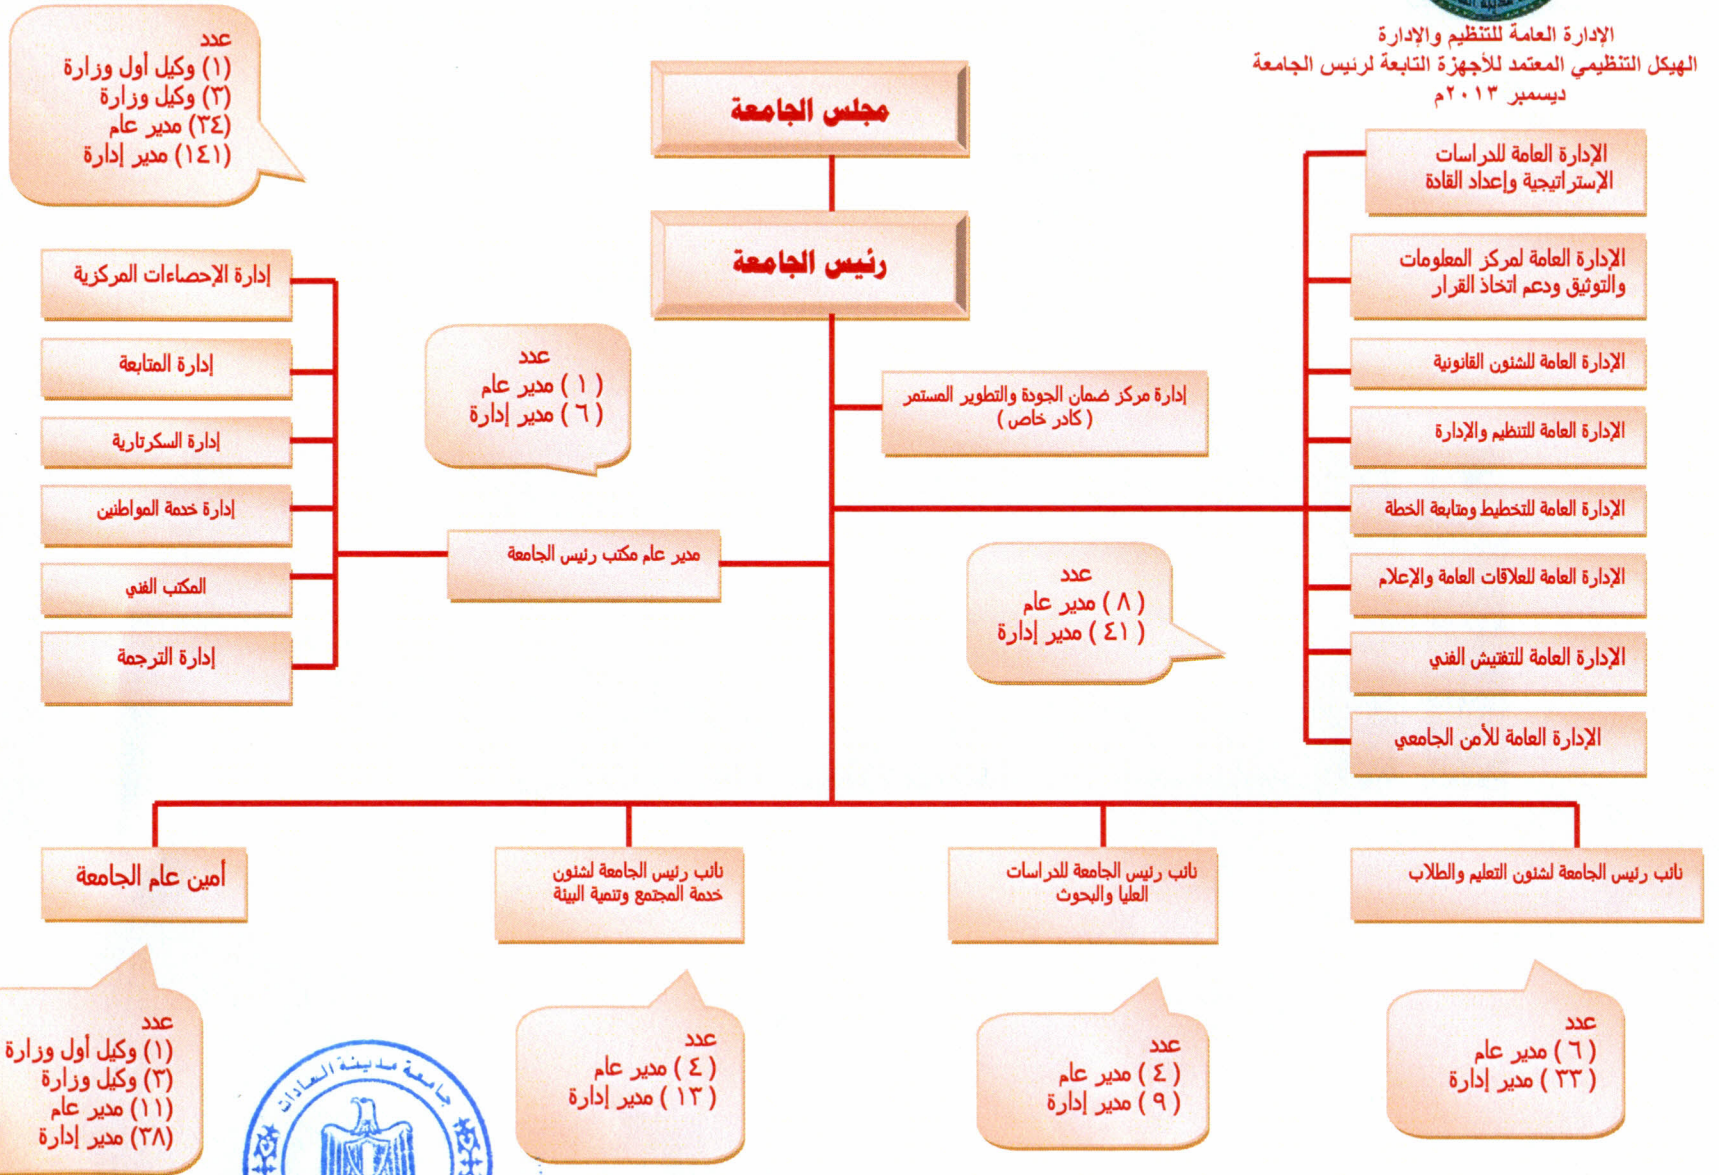 الإدارة العامة للتنظيم والإدارة
الهيكل التنظيمي المعتمد للأجهزة التابعة لرئيس الجامعة
ديسمبر ٢٠١٣م
عدد
(١) وكيل أول وزارة
(٣) وكيل وزارة
(٣٤) مدير عام
(١٤١) مدير إدارة
مجلس الجامعة
رئيس الجامعة
الإدارة العامة للدراسات
الإستراتيجية وإعداد القادة
الإدارة العامة لمركز المعلومات
والتوثيق ودعم اتخاذ القرار
الإدارة العامة للشئون القانونية
الإدارة العامة للتنظيم والإدارة
الإدارة العامة للتخطيط ومتابعة الخطة
الإدارة العامة للعلاقات العامة والإعلام
الإدارة العامة للتفتيش الفني
الإدارة العامة للأمن الجامعي
إدارة مركز ضمان الجودة والتطوير المستمر
( كادر خاص )
عدد
( ٨ ) مدير عام
( ٤١ ) مدير إدارة
عدد
( ١ ) مدير عام
( ٦ ) مدير إدارة
مدير عام مكتب رئيس الجامعة
إدارة الإحصاءات المركزية
إدارة المتابعة
إدارة السكرتارية
إدارة خدمة المواطنين
المكتب الفني
إدارة الترجمة
نائب رئيس الجامعة لشئون التعليم والطلاب
نائب رئيس الجامعة للدراسات
العليا والبحوث
نائب رئيس الجامعة لشئون
خدمة المجتمع وتنمية البيئة
أمين عام الجامعة
عدد
( ٦ ) مدير عام
( ٣٣ ) مدير إدارة
عدد
( ٤ ) مدير عام
( ٩ ) مدير إدارة
عدد
( ٤ ) مدير عام
( ١٣ ) مدير إدارة
عدد
(١) وكيل أول وزارة
(٣) وكيل وزارة
(١١) مدير عام
(٣٨) مدير إدارة
جامعة مدينة السادات